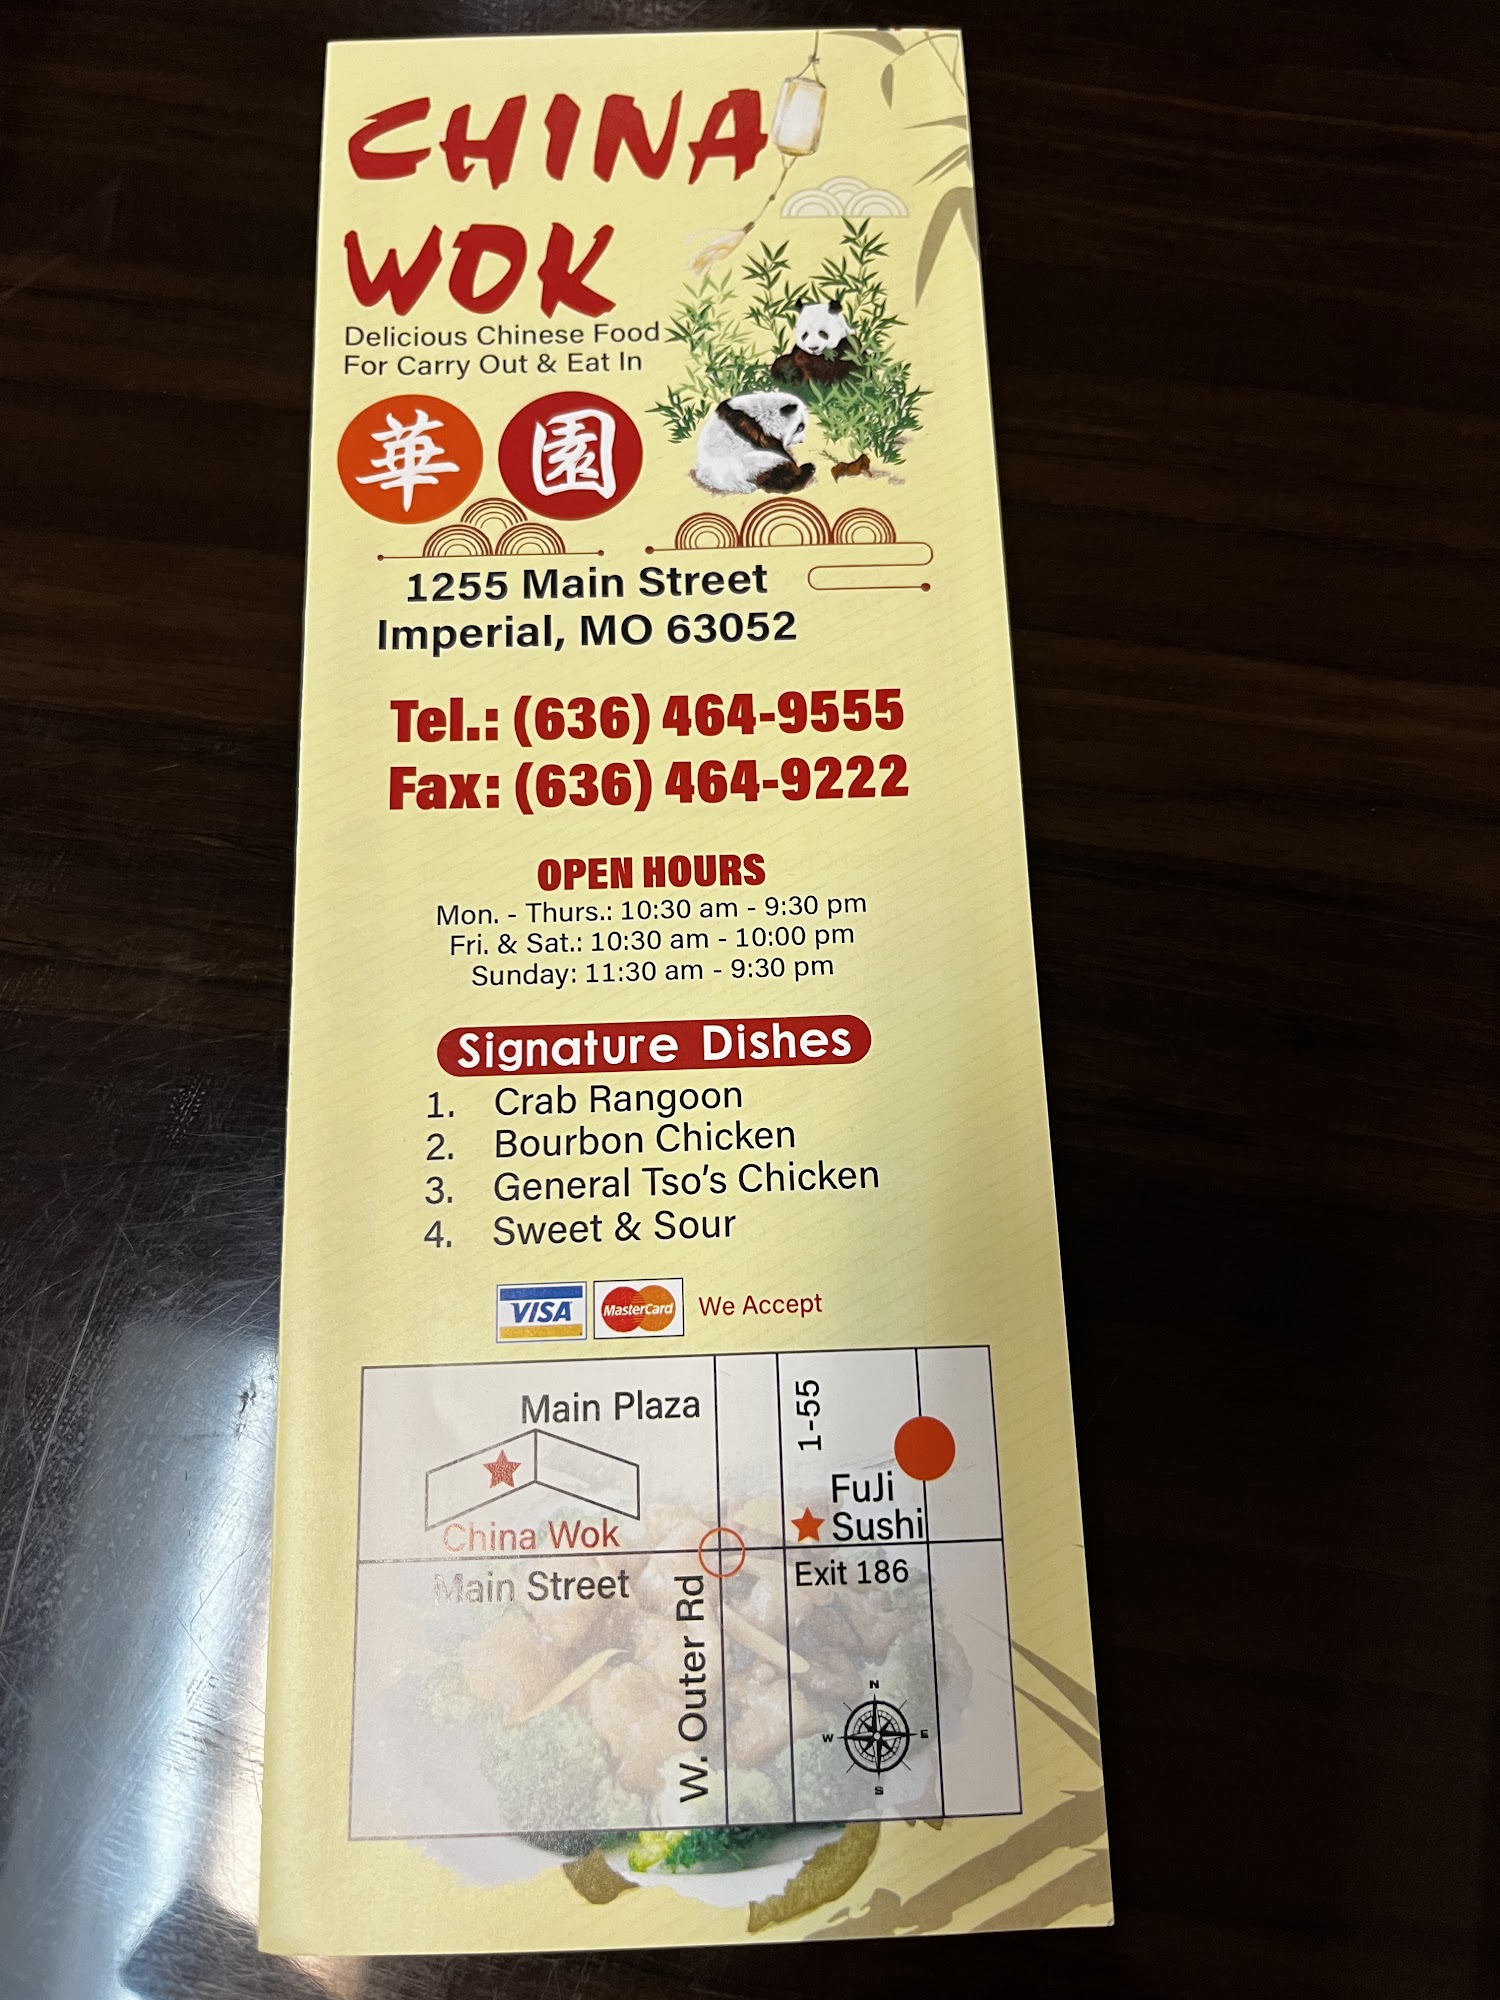 CHINA
WOK
Delicious Chinese Food
For Carry Out & Eat In
華 園
1255 Main Street
Imperial, MO 63052
Tel.: (636) 464-9555
Fax: (636) 464-9222
OPEN HOURS
Mon. - Thurs.: 10:30 am - 9:30 pm
Fri. & Sat.: 10:30 am - 10:00 pm
Sunday: 11:30 am - 9:30 pm
Signature Dishes
1. Crab Rangoon
2. Bourbon Chicken
3. General Tso's Chicken
4. Sweet & Sour
VISA MasterCard We Accept
Main Plaza
1-55
FuJi
Sushi
China Wok
Main Street
Exit 186
W. Outer Rd
N
W E
S